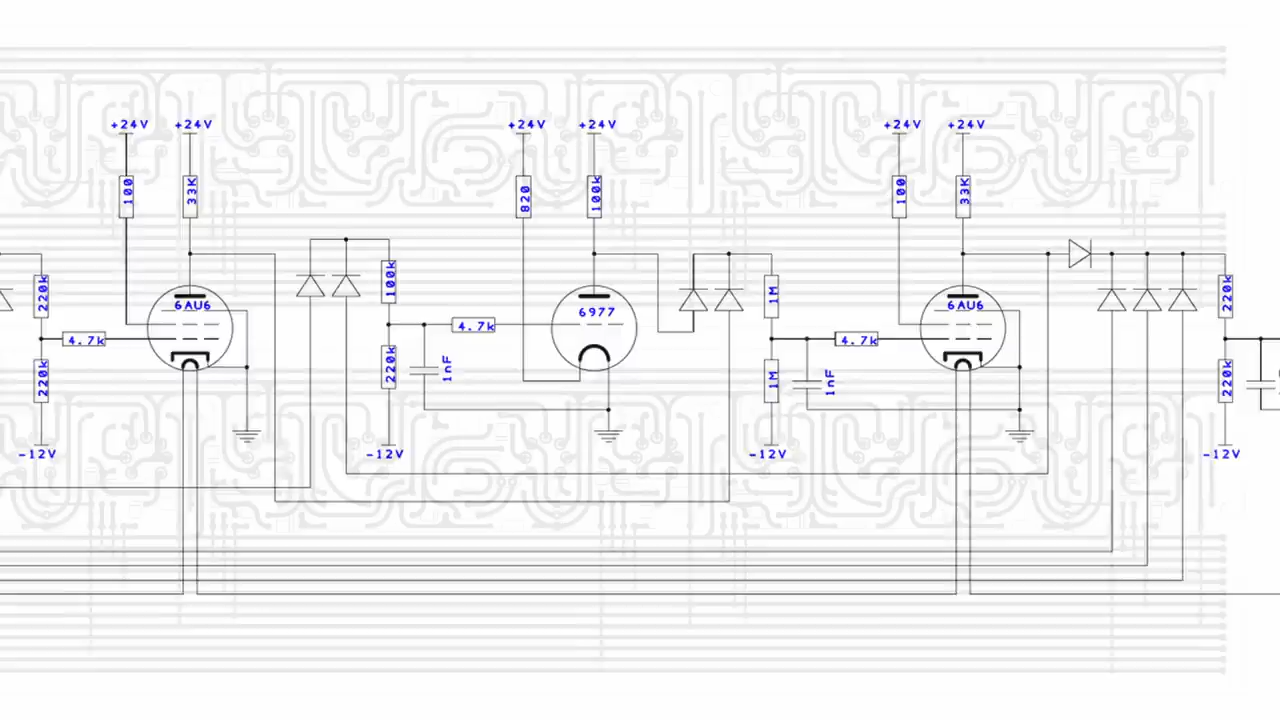 +24V +24V +24V +24V +24V +24V
100 33K 820 100k 100 33K
220k 100k 1M 220k
6AU6 6977 6AU6
4.7k 4.7k 4.7k
220k 220k 1nF 1M 1nF 220k
-12V -12V -12V -12V